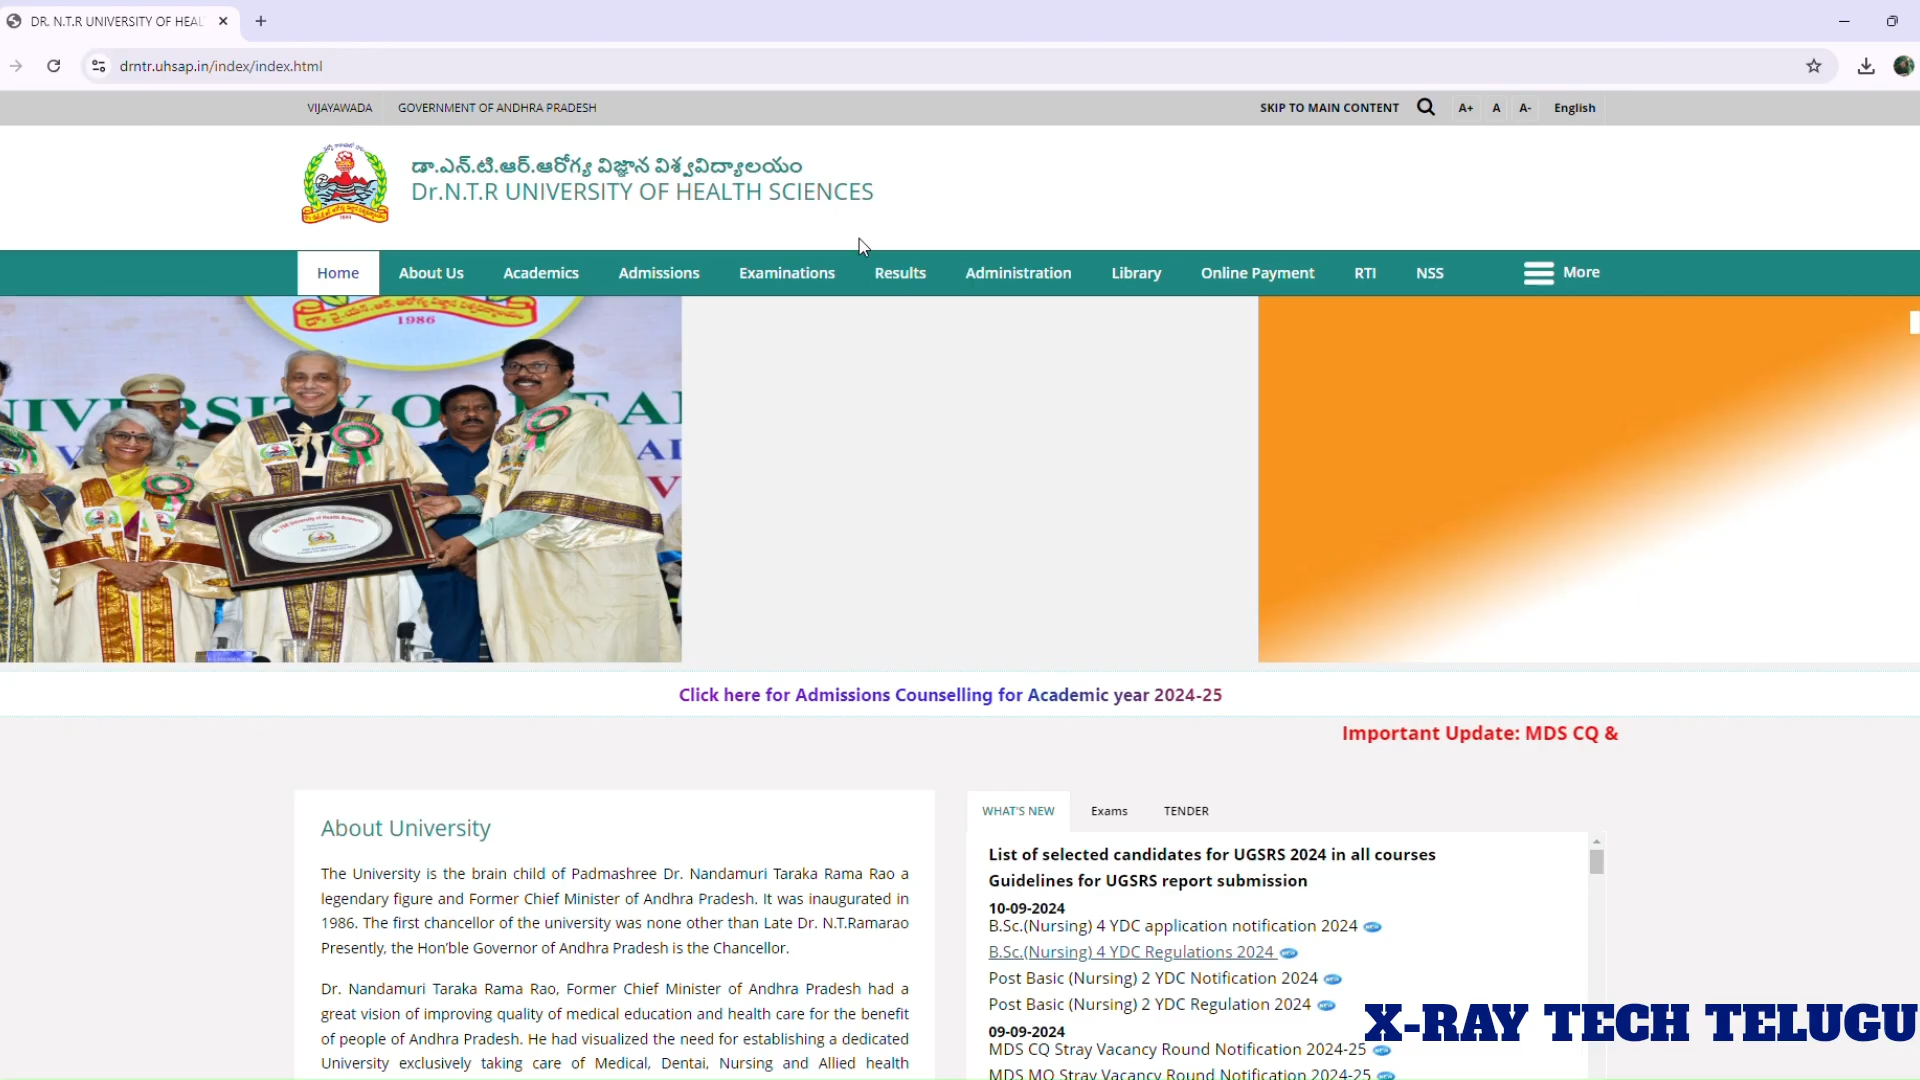 DR. N.T.R UNIVERSITY OF HEAL
drntr.uhsap.in/index/index.html
VIJAYAWADA GOVERNMENT OF ANDHRA PRADESH SKIP TO MAIN CONTENT A+ A A- English
డా.ఎన్.టి.ఆర్.ఆరోగ్య విజ్ఞాన విశ్వవిద్యాలయం
Dr.N.T.R UNIVERSITY OF HEALTH SCIENCES
Home About Us Academics Admissions Examinations Results Administration Library Online Payment RTI NSS More
1986
Click here for Admissions Counselling for Academic year 2024-25
Important Update: MDS CQ &
About University
The University is the brain child of Padmashree Dr. Nandamuri Taraka Rama Rao a
legendary figure and Former Chief Minister of Andhra Pradesh. It was inaugurated in
1986. The first chancellor of the university was none other than Late Dr. N.T.Ramarao
Presently, the Hon'ble Governor of Andhra Pradesh is the Chancellor.
Dr. Nandamuri Taraka Rama Rao, Former Chief Minister of Andhra Pradesh had a
great vision of improving quality of medical education and health care for the benefit
of people of Andhra Pradesh. He had visualized the need for establishing a dedicated
University exclusively taking care of Medical, Dentai, Nursing and Allied health
WHAT'S NEW Exams TENDER
List of selected candidates for UGSRS 2024 in all courses
Guidelines for UGSRS report submission
10-09-2024
B.Sc.(Nursing) 4 YDC application notification 2024
B.Sc.(Nursing) 4 YDC Regulations 2024
Post Basic (Nursing) 2 YDC Notification 2024
Post Basic (Nursing) 2 YDC Regulation 2024
09-09-2024
MDS CQ Stray Vacancy Round Notification 2024-25
MDS MQ Stray Vacancy Round Notification 2024-25
X-RAY TECH TELUGU